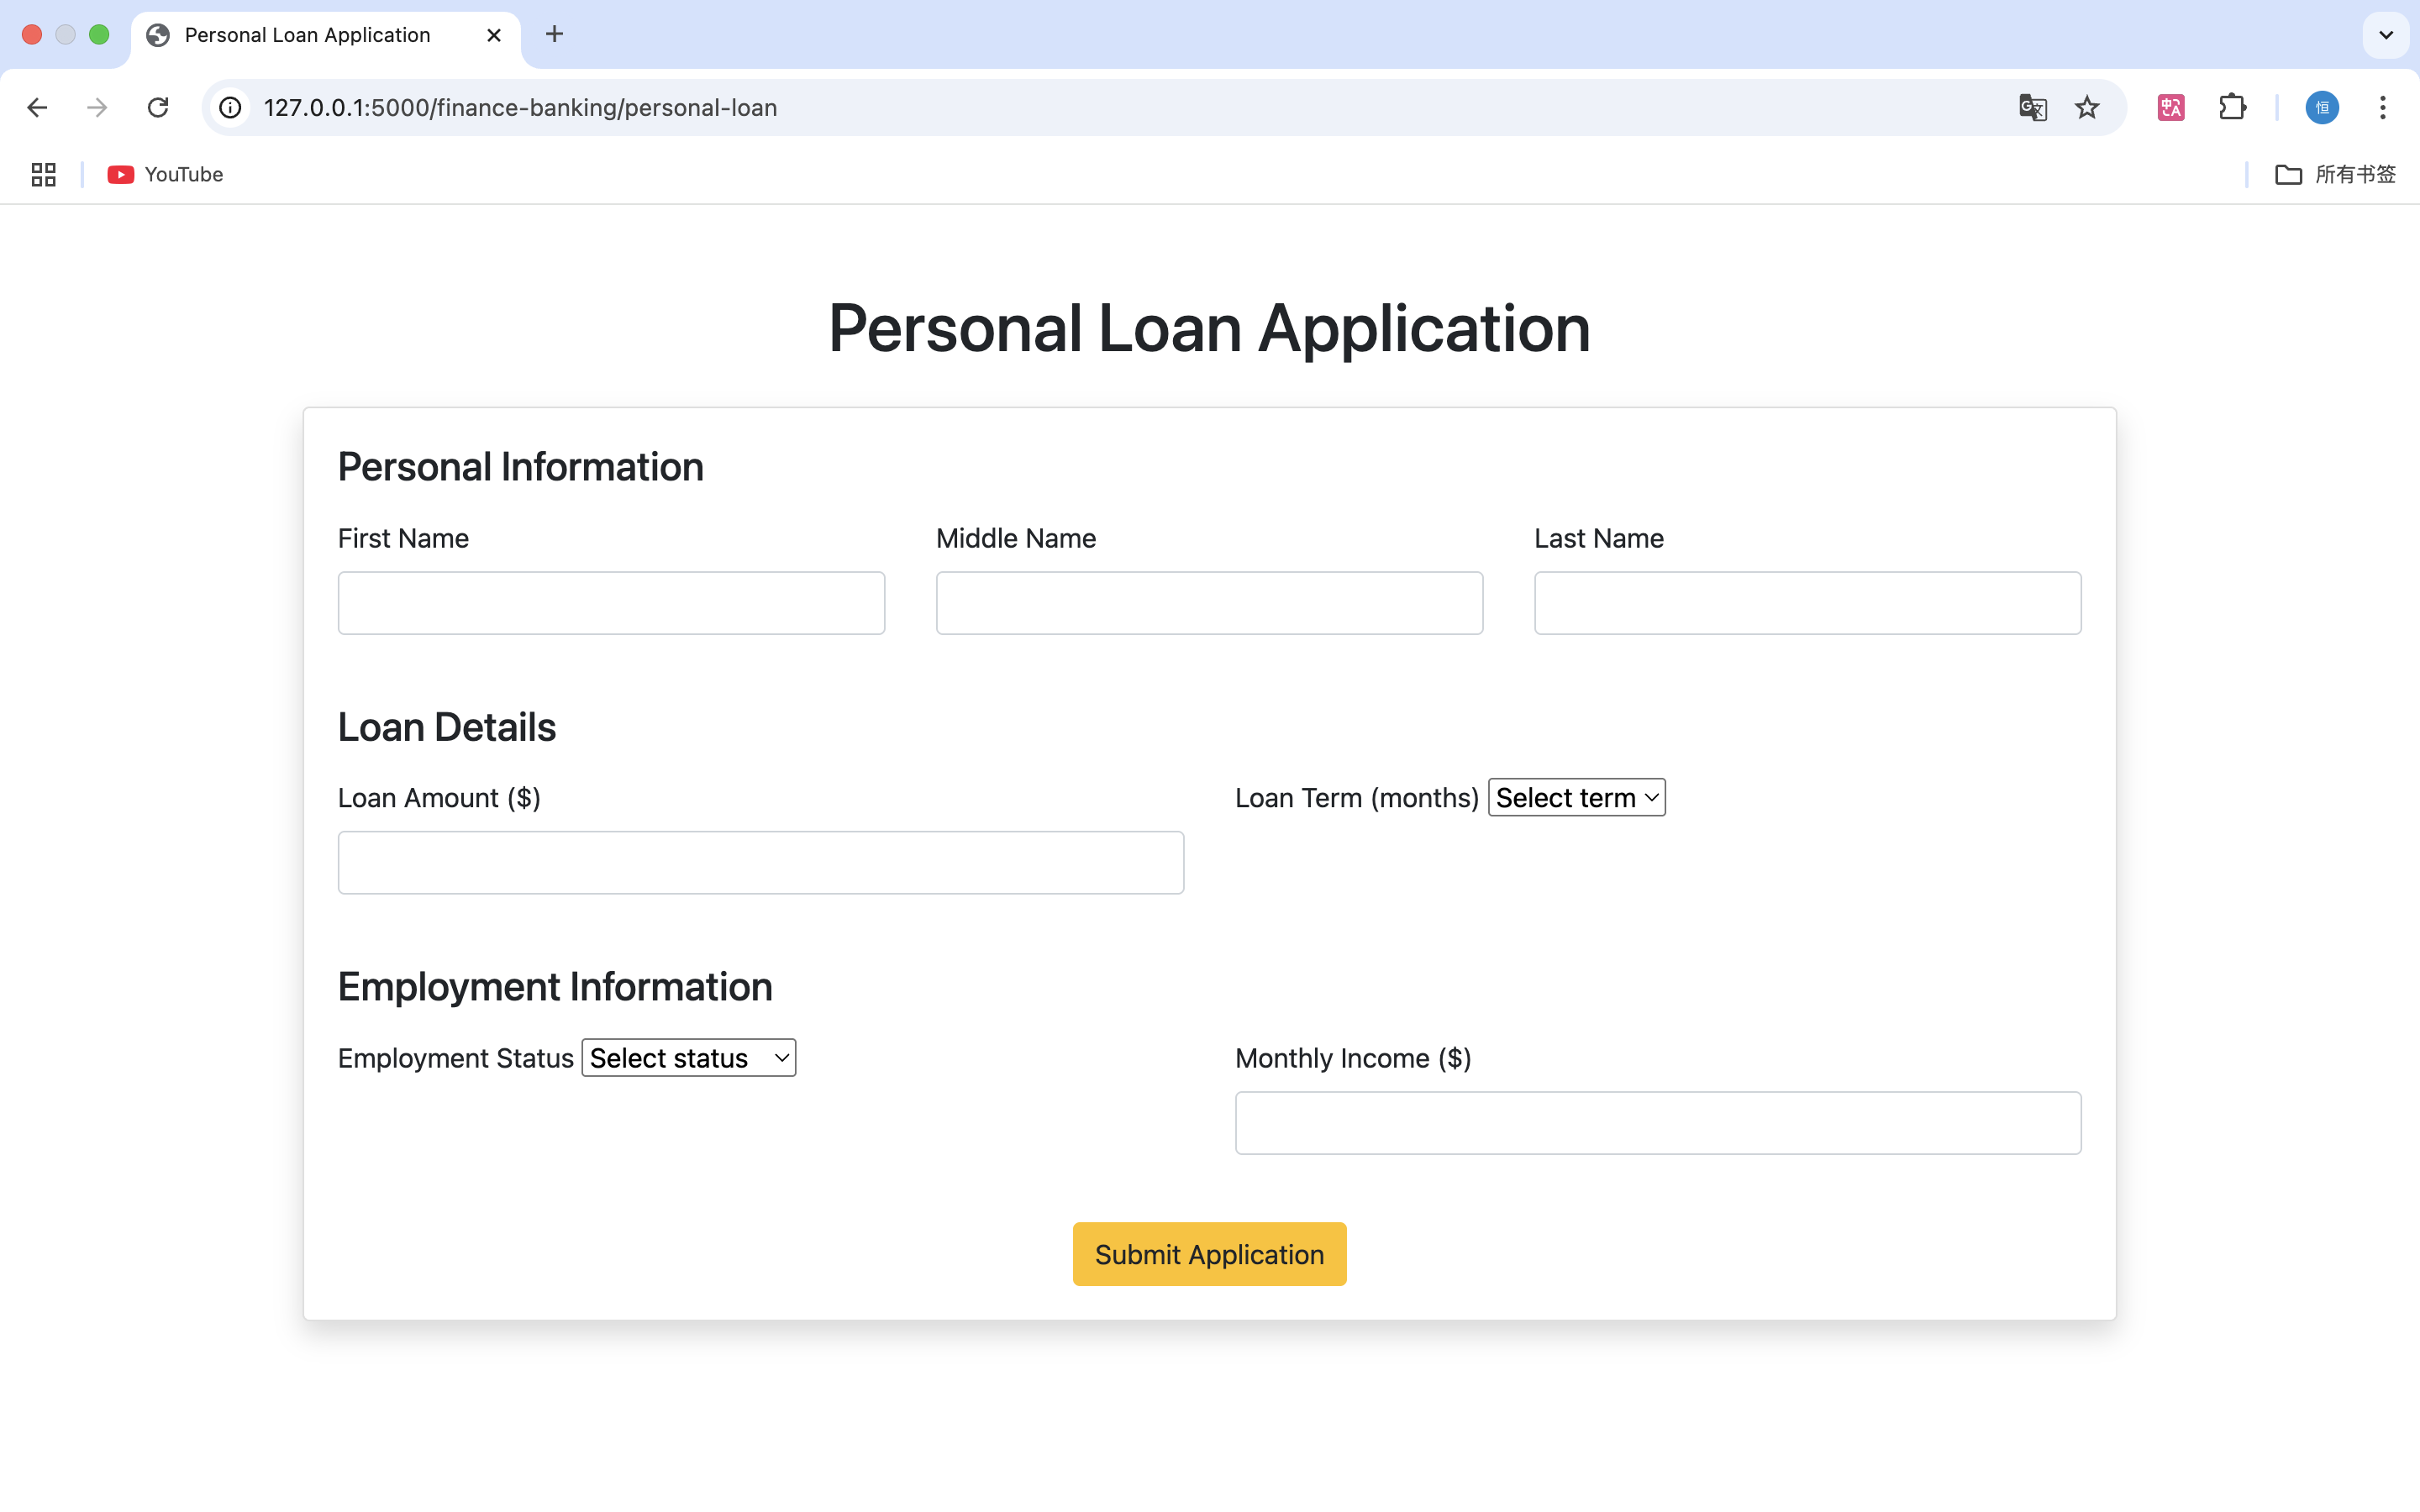 Personal Loan Application
127.0.0.1:5000/finance-banking/personal-loan
恒
YouTube
所有书签
Personal Loan Application
Personal Information
First Name Middle Name Last Name
Loan Details
Loan Amount ($) Loan Term (months) Select term
Employment Information
Employment Status Select status Monthly Income ($)
Submit Application